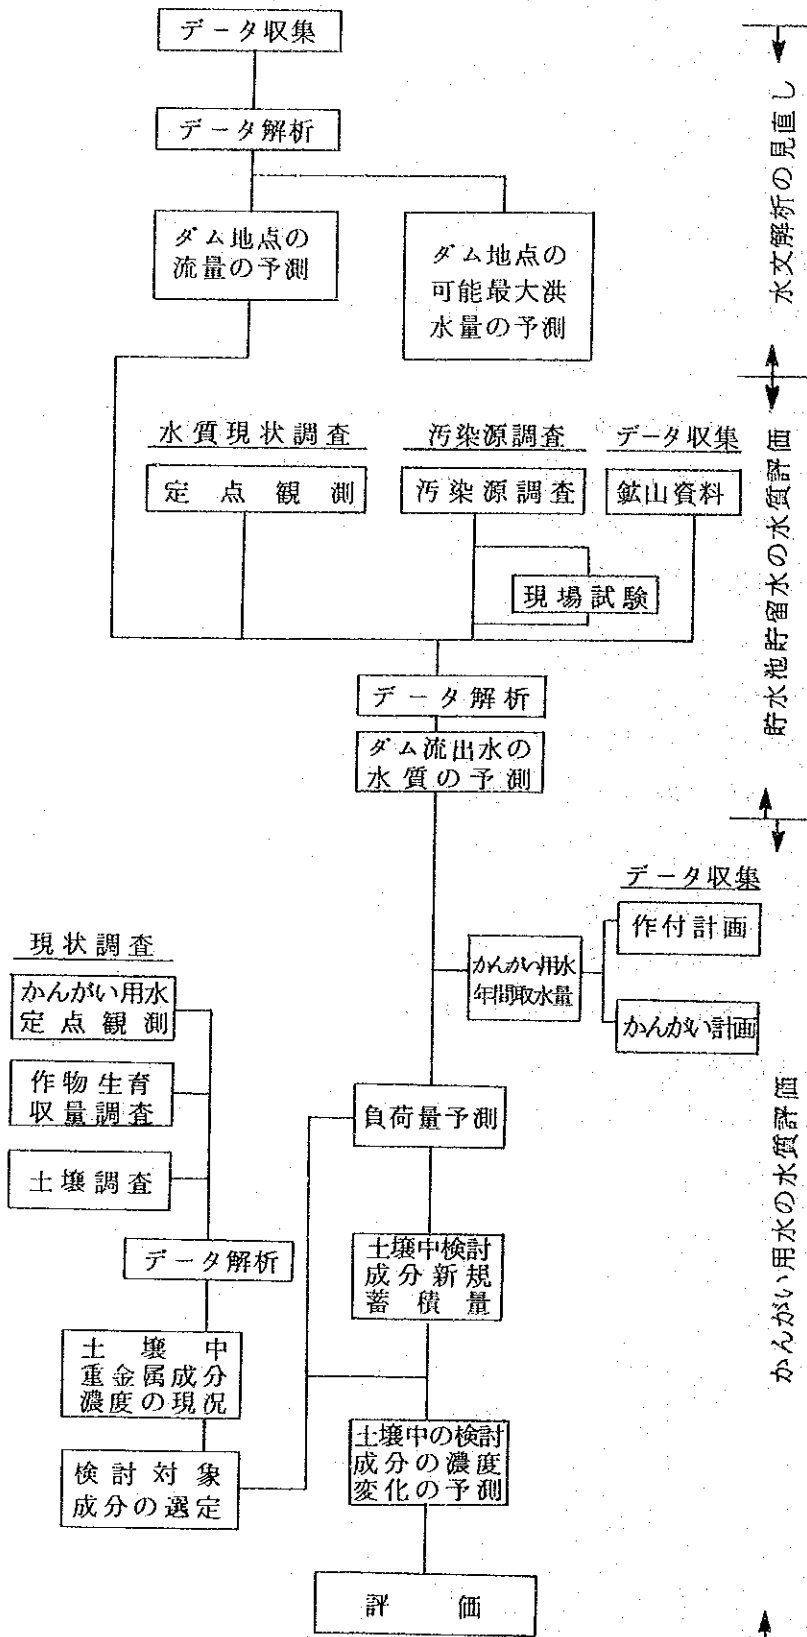 データ収集
データ解析
ダム地点の
流量の予測
ダム地点の
可能最大洪
水量の予測
水文解析の見直し
水質現状調査
定点観測
汚染源調査
汚染源調査
データ収集
鉱山資料
現場試験
データ解析
ダム流出水の
水質の予測
貯水池貯留水の水質評価
データ収集
作付計画
かんがい用水
年間取水量
かんがい計画
現状調査
かんがい用水
定点観測
作物生育
収量調査
土壌調査
データ解析
土壌中
重金属成分
濃度の現況
検討対象
成分の選定
負荷量予測
土壌中検討
成分新規
蓄積量
土壌中の検討
成分の濃度
変化の予測
評価
かんがい用水の水質評価